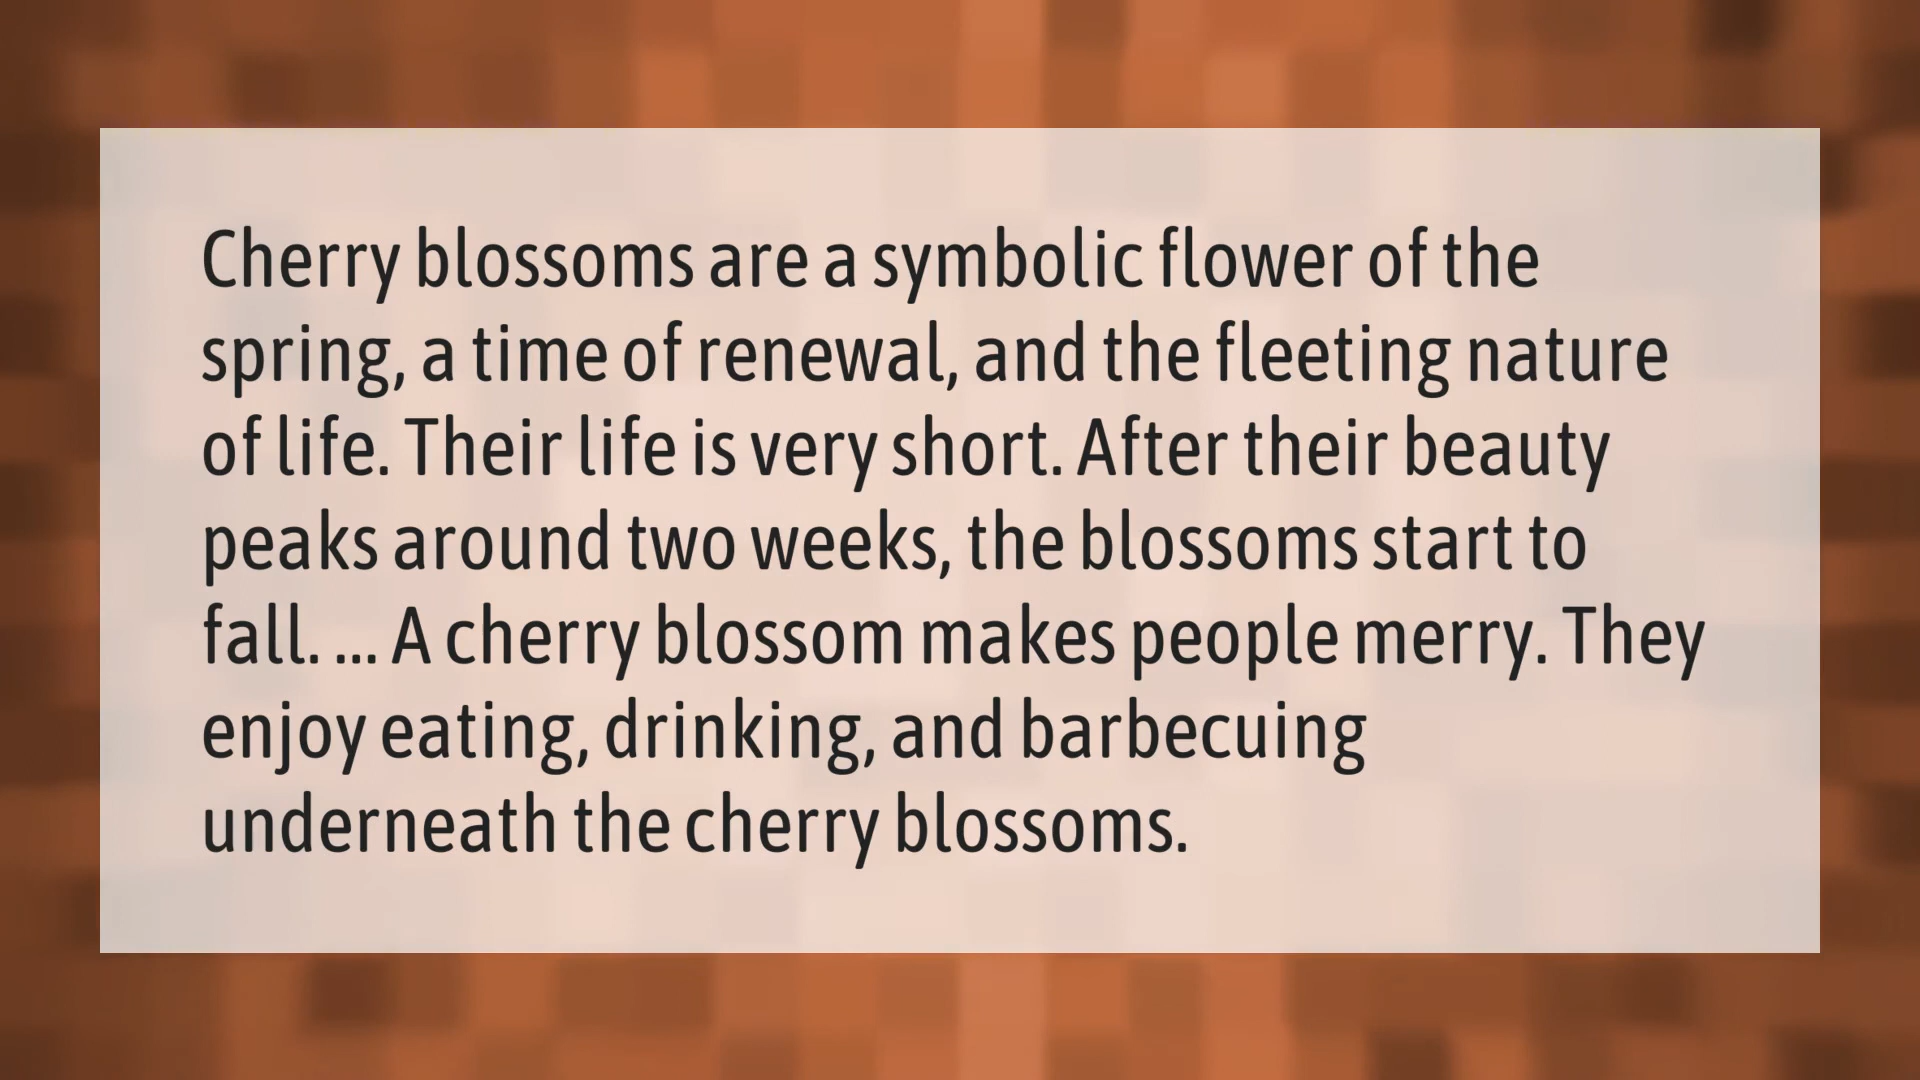 Cherry blossoms are a symbolic flower of the
spring, a time of renewal, and the fleeting nature
of life. Their life is very short. After their beauty
peaks around two weeks, the blossoms start to
fall. ... A cherry blossom makes people merry. They
enjoy eating, drinking, and barbecuing
underneath the cherry blossoms.